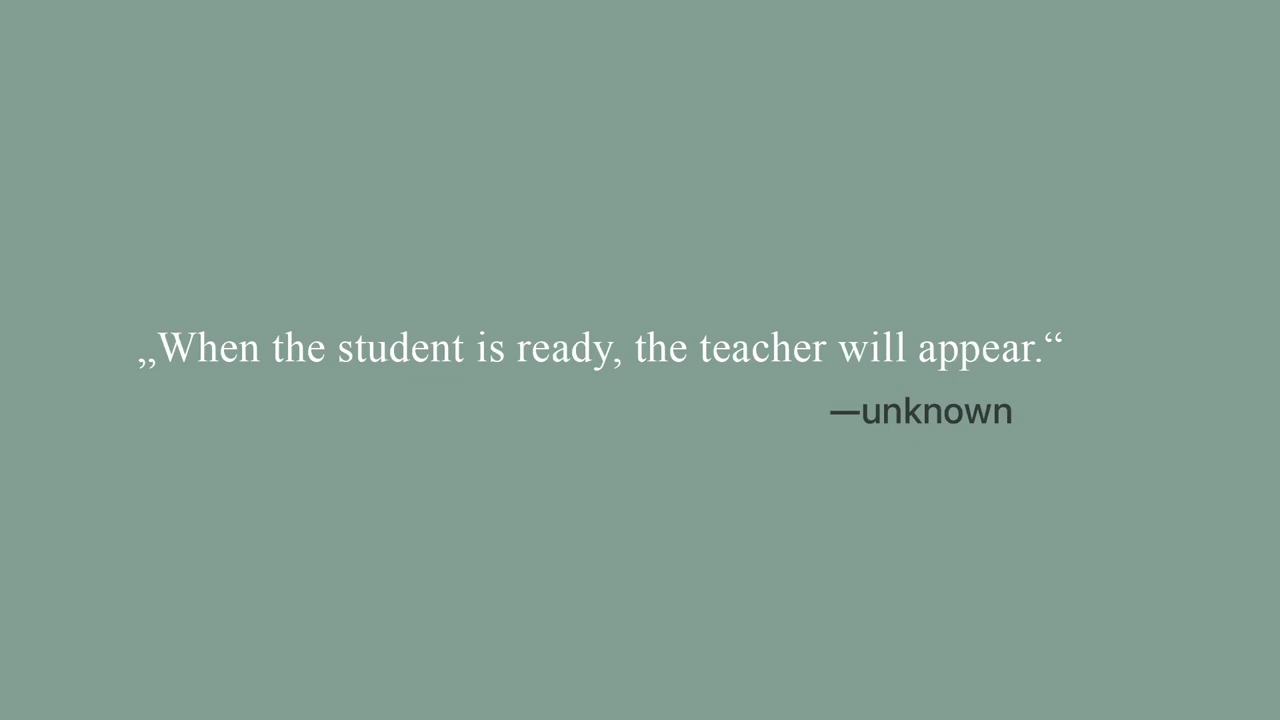 „When the student is ready, the teacher will appear.“
—unknown